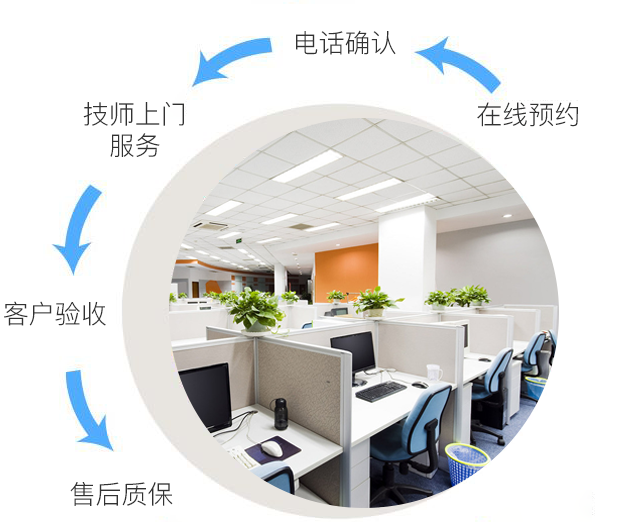 在线预约
电话确认
技师上门
服务
客户验收
售后质保